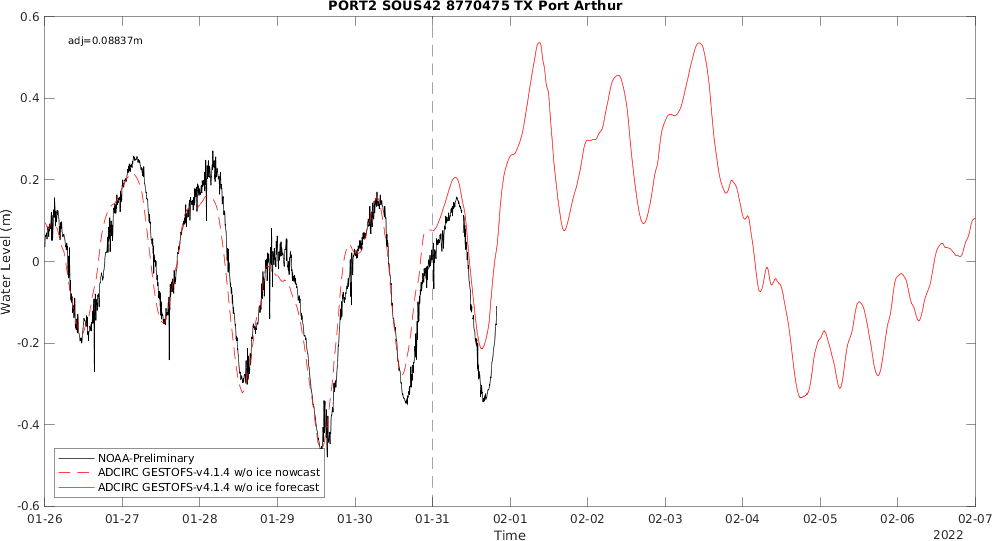 PORT2 SOUS42 8770475 TX Port Arthur
adj=0.08837m
0.6
0.4
0.2
0
-0.2
-0.4
-0.6
Water Level (m)
NOAA-Preliminary
ADCIRC GESTOFS-v4.1.4 w/o ice nowcast
ADCIRC GESTOFS-v4.1.4 w/o ice forecast
01-26 01-27 01-28 01-29 01-30 01-31 02-01 02-02 02-03 02-04 02-05 02-06 02-07
Time
2022